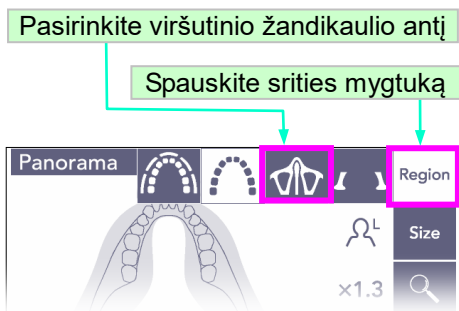 Pasirinkite viršutinio žandikaulio antį
Spauskite srities mygtuką
Panorama
Region
L
Size
×1.3